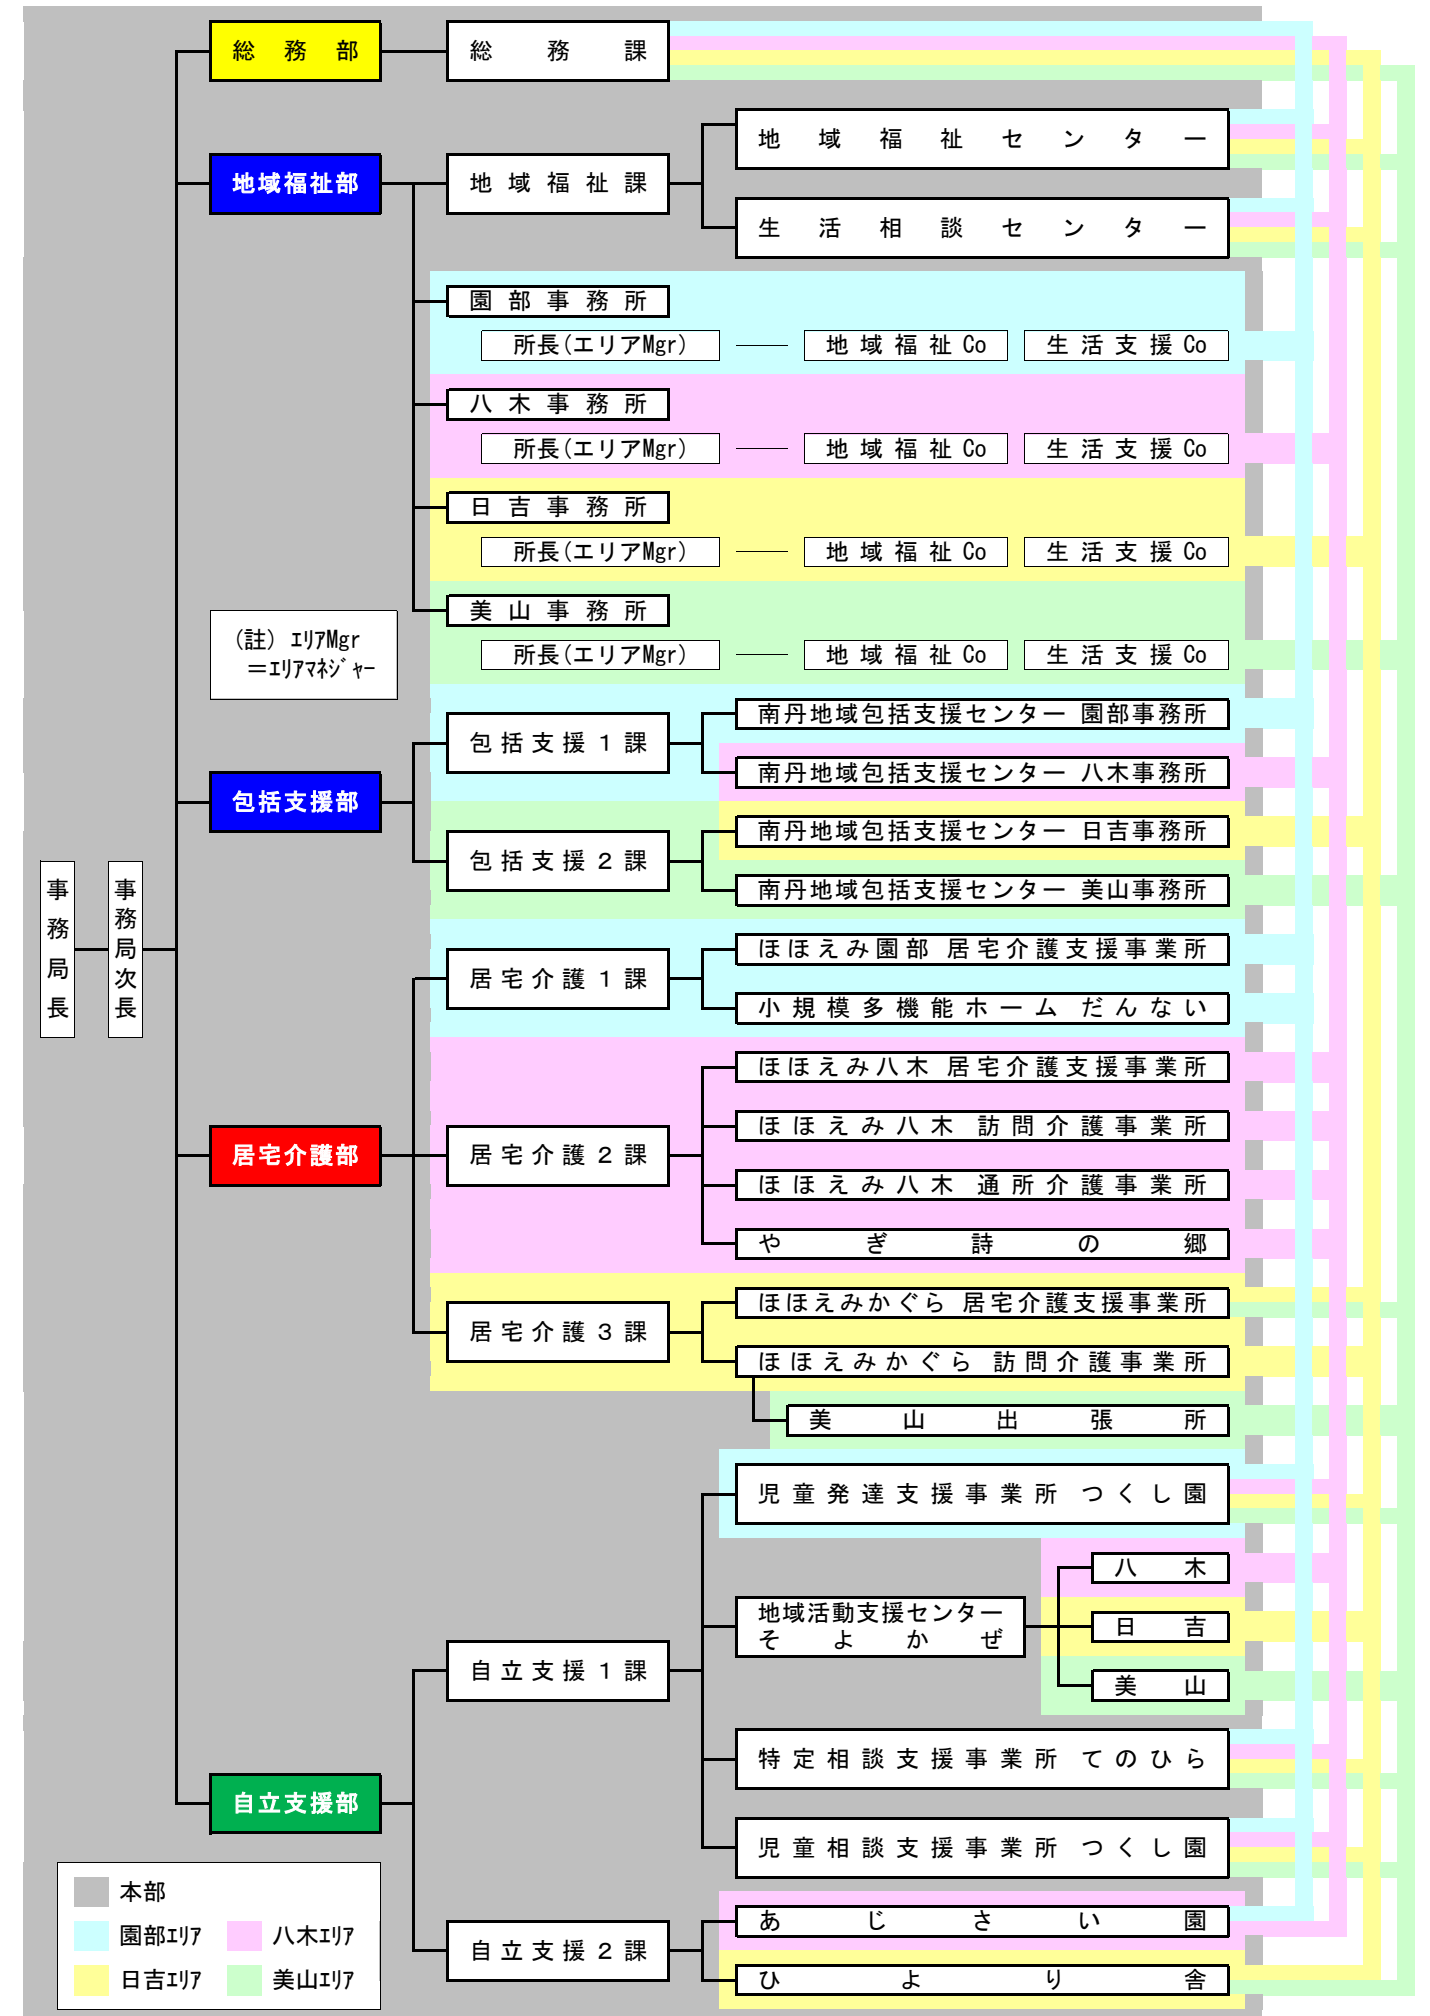 総務部
総務課
地域福祉部
地域福祉課
地域福祉センター
生活相談センター
園部事務所
所長(エリアMgr)
地域福祉Co
生活支援Co
八木事務所
所長(エリアMgr)
地域福祉Co
生活支援Co
日吉事務所
所長(エリアMgr)
地域福祉Co
生活支援Co
美山事務所
所長(エリアMgr)
地域福祉Co
生活支援Co
（註）ｴﾘｱMgr
＝ｴﾘｱﾏﾈｼﾞｬｰ
包括支援部
包括支援１課
南丹地域包括支援センター 園部事務所
南丹地域包括支援センター 八木事務所
包括支援２課
南丹地域包括支援センター 日吉事務所
南丹地域包括支援センター 美山事務所
事務局長
事務局次長
居宅介護部
居宅介護１課
ほほえみ園部 居宅介護支援事業所
小規模多機能ホーム だんない
居宅介護２課
ほほえみ八木 居宅介護支援事業所
ほほえみ八木 訪問介護事業所
ほほえみ八木 通所介護事業所
やぎ詩の郷
居宅介護３課
ほほえみかぐら 居宅介護支援事業所
ほほえみかぐら 訪問介護事業所
美山出張所
自立支援部
自立支援１課
児童発達支援事業所 つくし園
地域活動支援センター
そよかぜ
八木
日吉
美山
特定相談支援事業所 てのひら
児童相談支援事業所 つくし園
自立支援２課
あじさい園
ひより舎
本部
園部ｴﾘｱ
八木ｴﾘｱ
日吉ｴﾘｱ
美山ｴﾘｱ